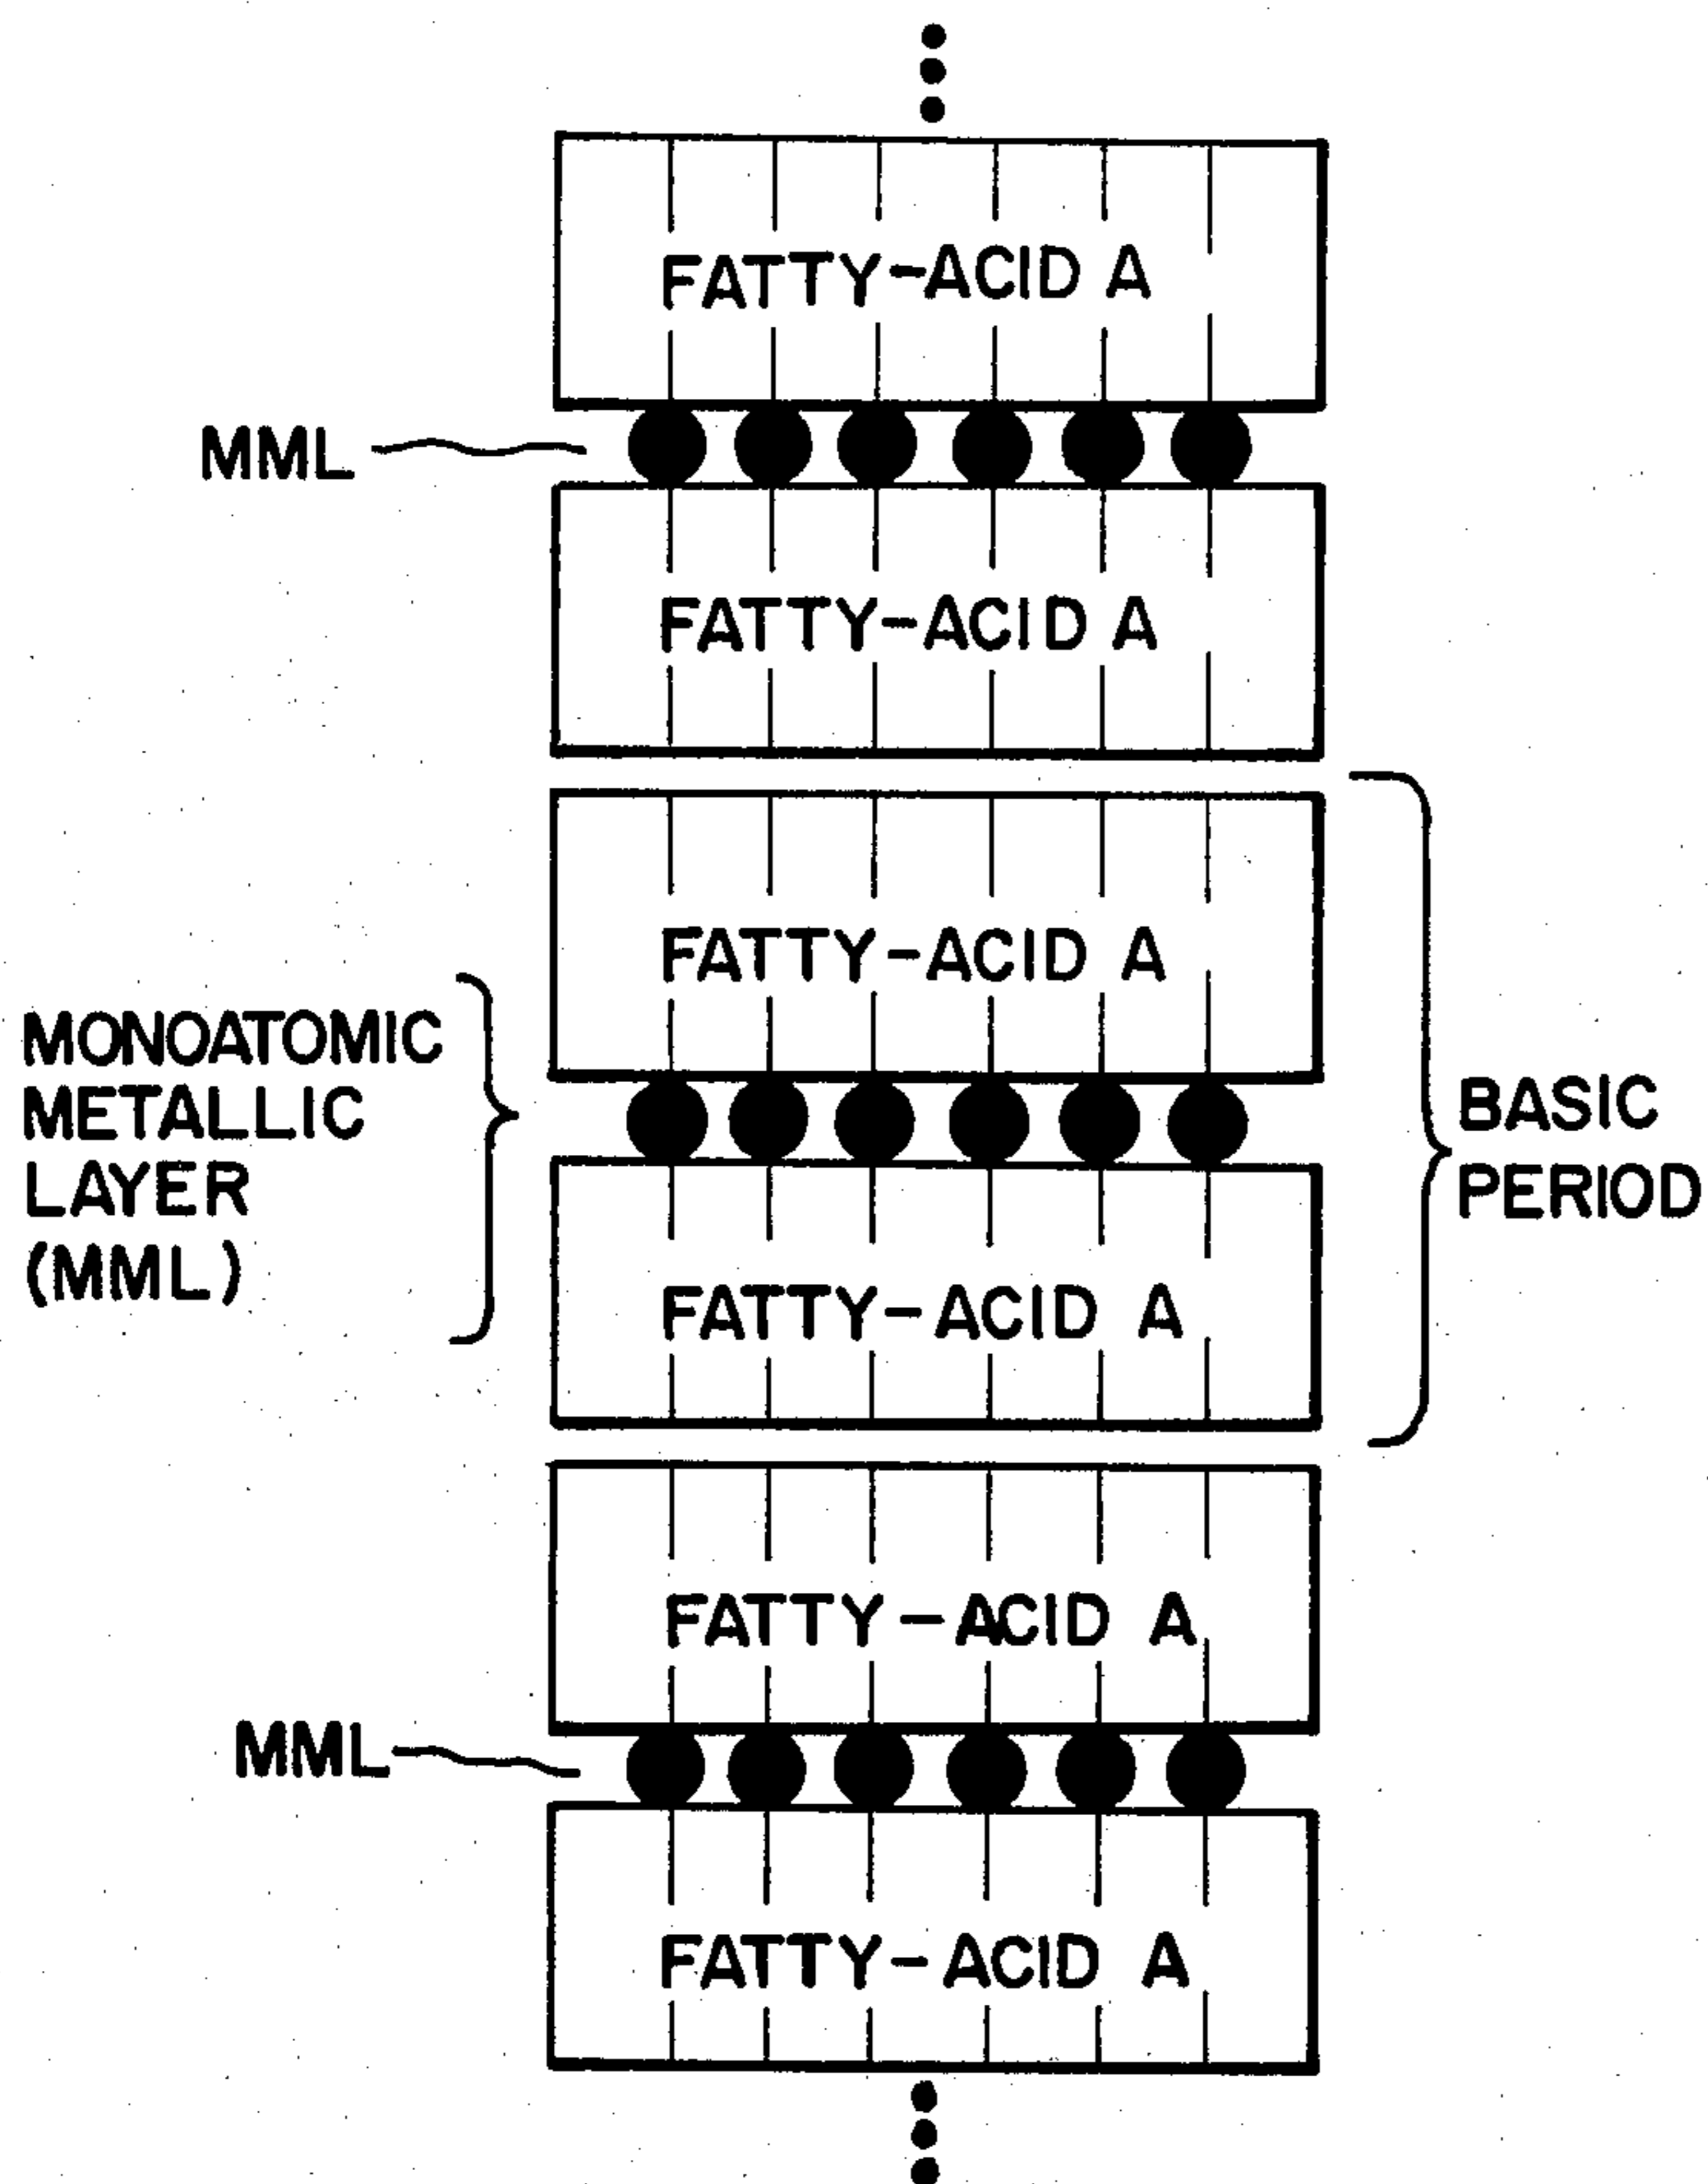 FATTY-ACID A
MML
FATTY-ACID A
FATTY-ACID A
MONOATOMIC
METALLIC
LAYER
(MML)
BASIC
PERIOD
FATTY-ACID A
FATTY-ACID A
MML
FATTY-ACID A